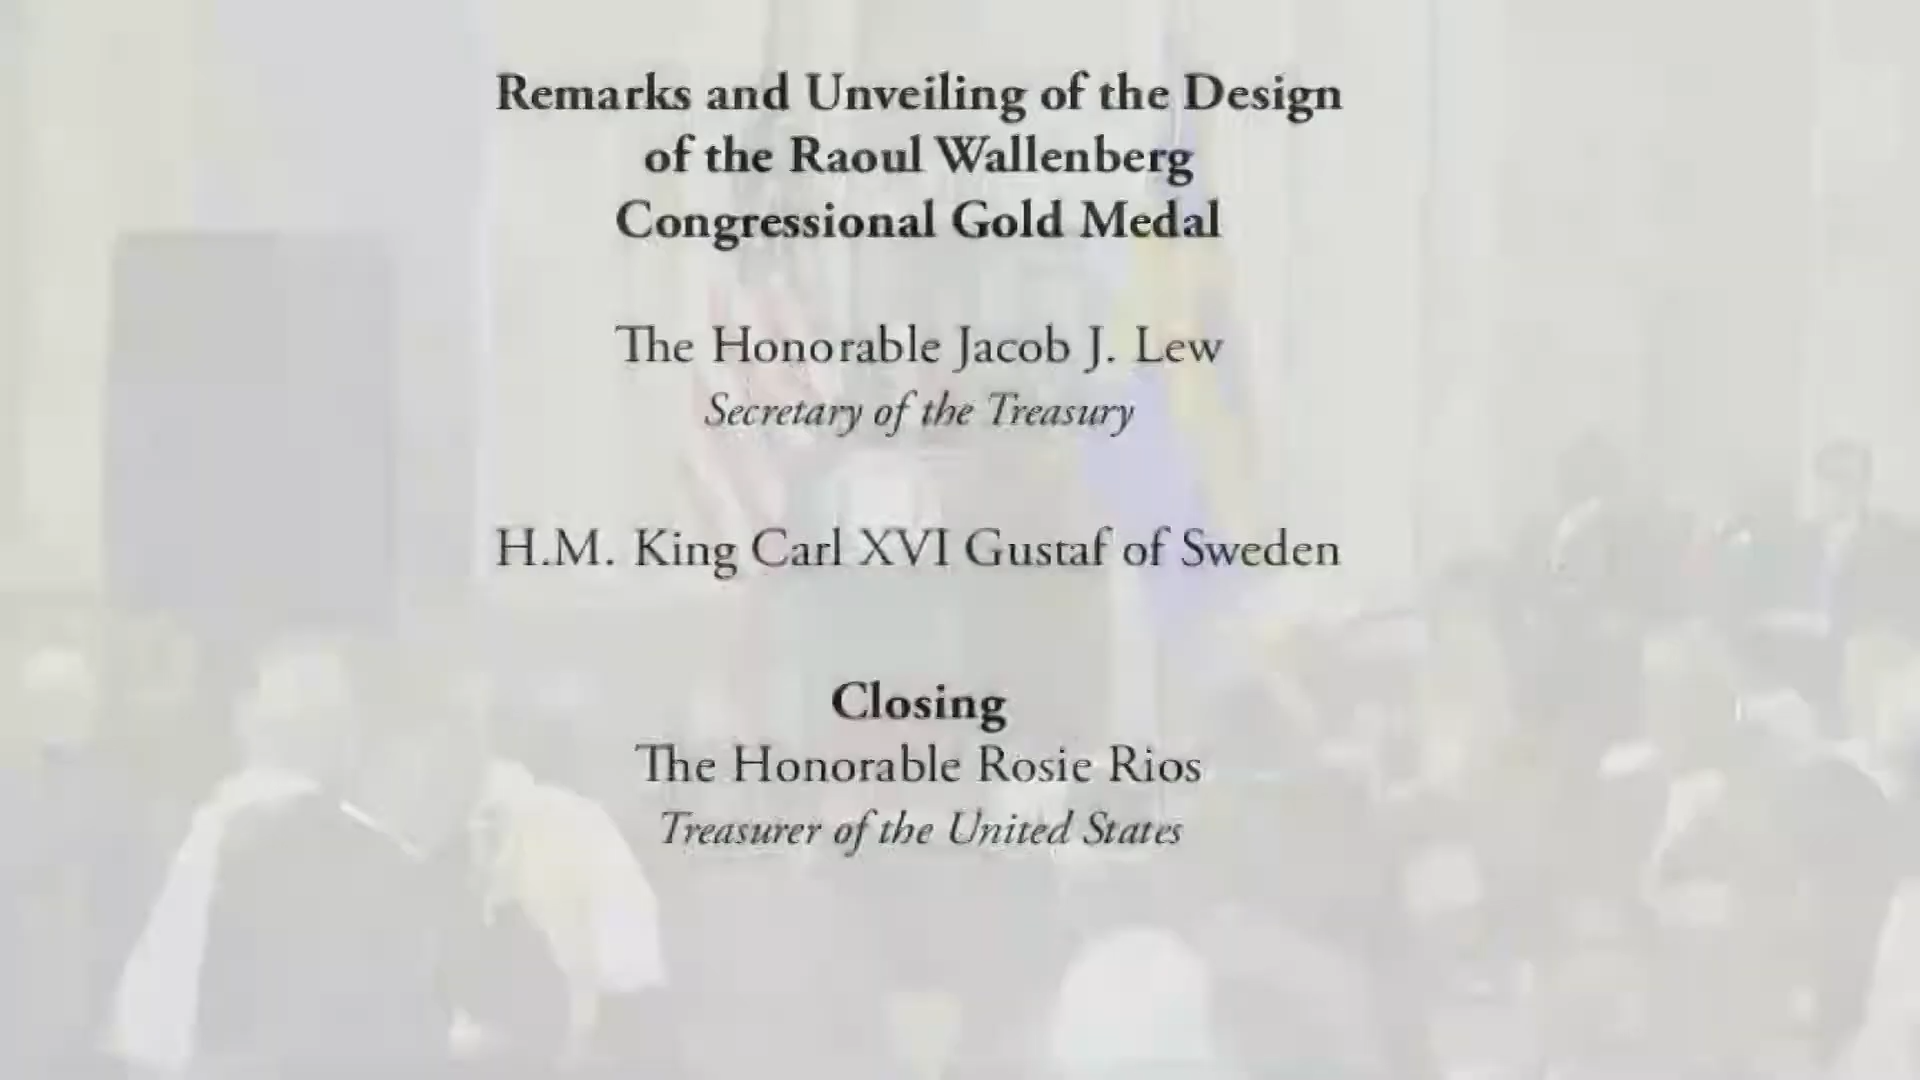 Remarks and Unveiling of the Design
of the Raoul Wallenberg
Congressional Gold Medal
The Honorable Jacob J. Lew
Secretary of the Treasury
H.M. King Carl XVI Gustaf of Sweden
Closing
The Honorable Rosie Rios
Treasurer of the United States